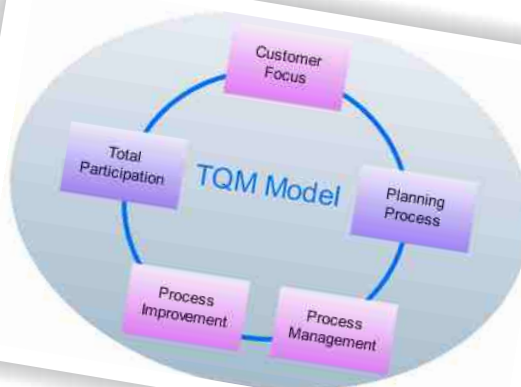 Customer
Focus
Total
Participation
TQM Model
Planning
Process
Process
Improvement
Process
Management